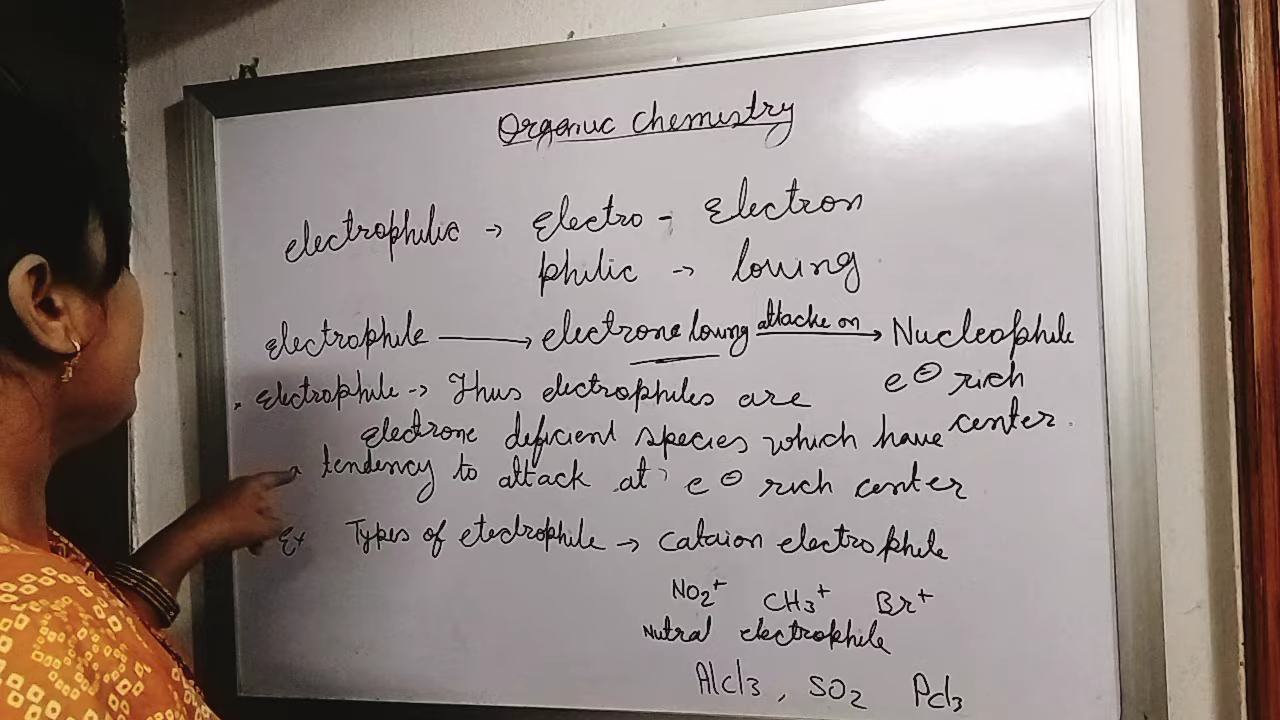 Organic chemistry
electrophilic → Electro - Electron
philic → loving
electrophile → electrone loving attacke on → Nucleophile
e⊖ rich
center.
Electrophile → Thus electrophiles are
electrone deficient species which have
a tendency to attack at e⊖ rich center
Ex Types of electrophile → cataion electrophile
NO2+ CH3+ Br+
Nutral electrophile
Alcl3, SO2 Pcl3